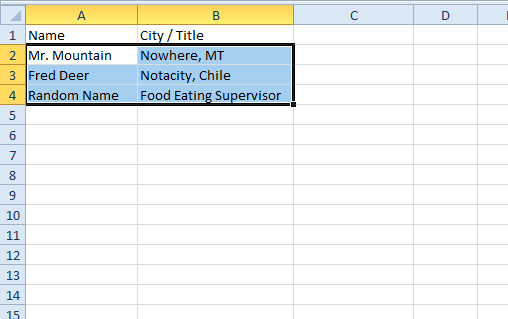 A B C D
1 Name City / Title
2 Mr. Mountain Nowhere, MT
3 Fred Deer Notacity, Chile
4 Random Name Food Eating Supervisor
5
6
7
8
9
10
11
12
13
14
15